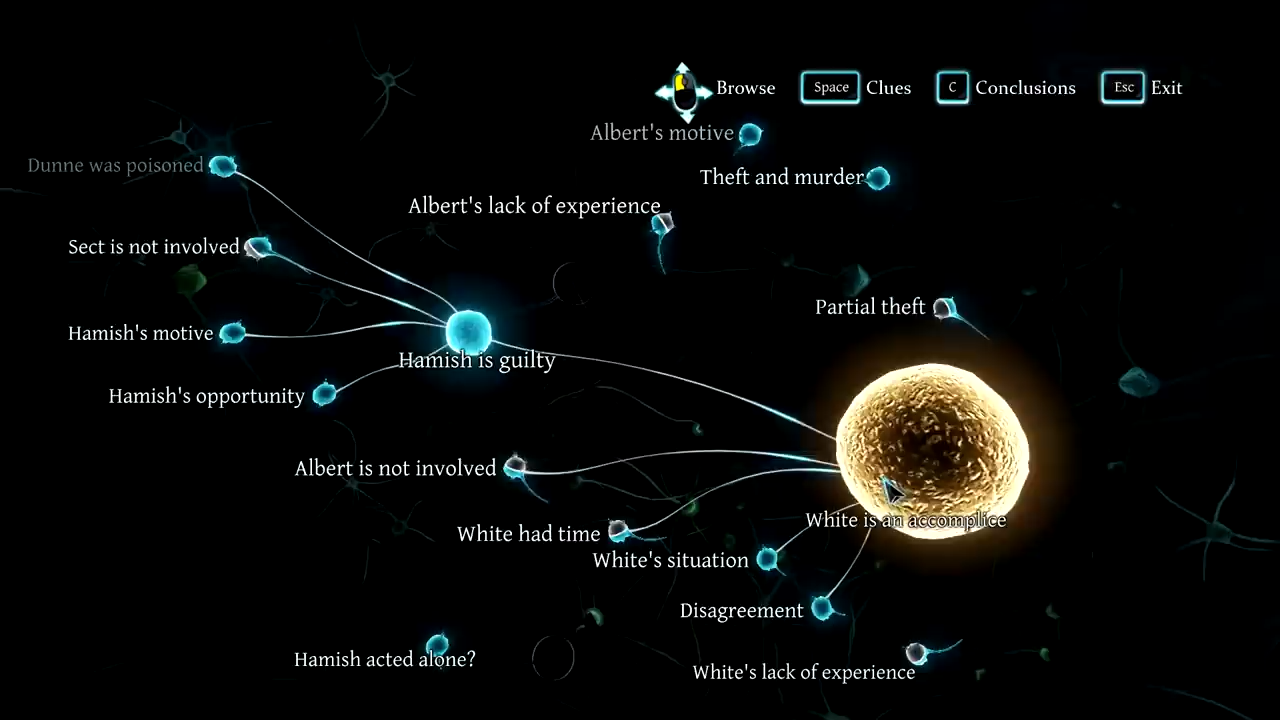 Browse
Space
Clues
C
Conclusions
Esc
Exit
Albert's motive
Dunne was poisoned
Theft and murder
Albert's lack of experience
Sect is not involved
Partial theft
Hamish's motive
Hamish is guilty
Hamish's opportunity
Albert is not involved
White is an accomplice
White had time
White's situation
Disagreement
Hamish acted alone?
White's lack of experience